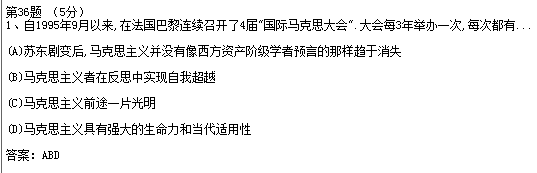 第36题 (5分)
1、自1995年9月以来,在法国巴黎连续召开了4届"国际马克思大会".大会每3年举办一次,每次都有...
(A)苏东剧变后,马克思主义并没有像西方资产阶级学者预言的那样趋于消失
(B)马克思主义者在反思中实现自我超越
(C)马克思主义前途一片光明
(D)马克思主义具有强大的生命力和当代适用性
答案: ABD